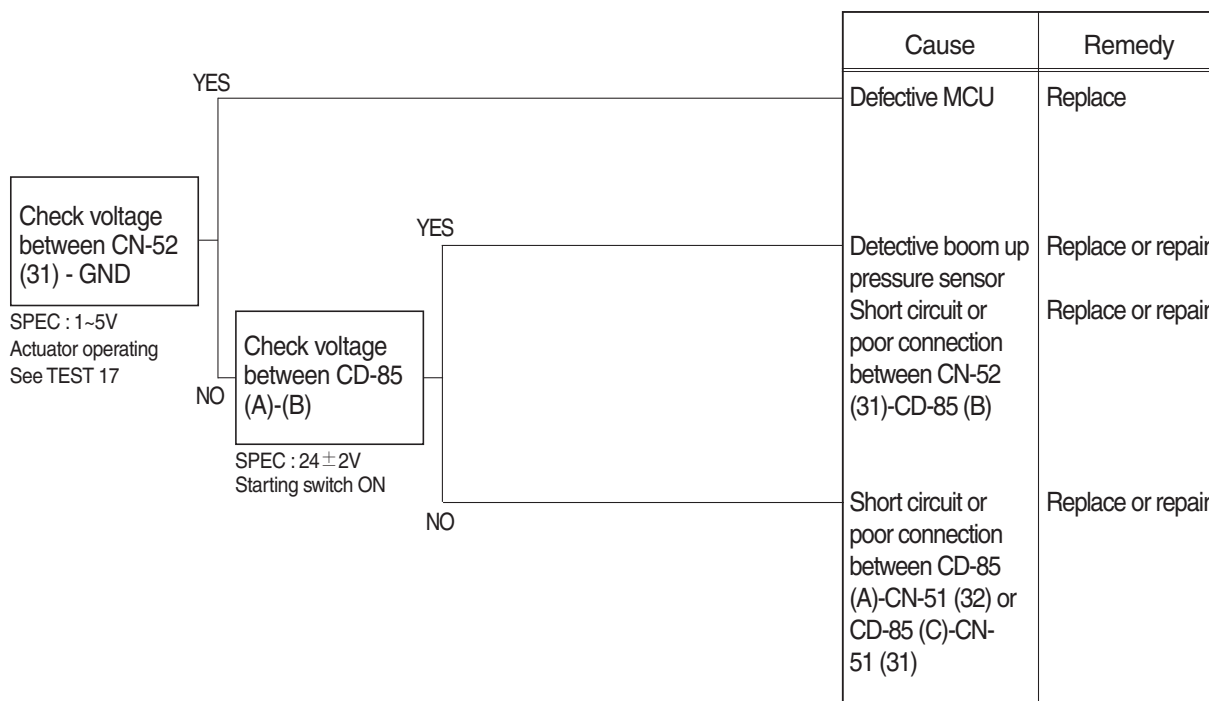 Cause
Remedy
YES
Defective MCU
Replace
Check voltage
between CN-52
(31) - GND
SPEC : 1~5V
Actuator operating
See TEST 17
YES
Detective boom up
pressure sensor
Replace or repair
Short circuit or
poor connection
between CN-52
(31)-CD-85 (B)
Replace or repair
NO
Check voltage
between CD-85
(A)-(B)
SPEC : 24±2V
Starting switch ON
NO
Short circuit or
poor connection
between CD-85
(A)-CN-51 (32) or
CD-85 (C)-CN-
51 (31)
Replace or repair